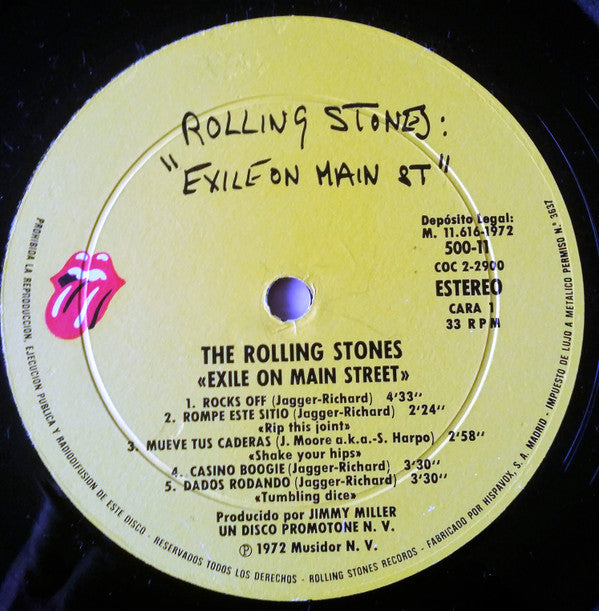 ROLLING STONES:
"EXILE ON MAIN ST"
Depósito Legal:
M. 11.616-1972
500-11
COC 2-2900
ESTEREO
CARA 1
33 RPM
THE ROLLING STONES
«EXILE ON MAIN STREET»
1. ROCKS OFF (Jagger-Richard) 4'33''
2. ROMPE ESTE SITIO (Jagger-Richard) 2'24''
«Rip this joint»
3. MUEVE TUS CADERAS (J. Moore a.k.a.-S. Harpo) 2'58''
«Shake your hips»
4. CASINO BOOGIE (Jagger-Richard) 3'30''
5. DADOS RODANDO (Jagger-Richard) 3'30''
«Tumbling dice»
Producido por JIMMY MILLER
UN DISCO PROMOTONE N. V.
Ⓟ 1972 Musidor N. V.
PROHIBIDA LA REPRODUCCION, EJECUCION PUBLICA Y RADIODIFUSION DE ESTE DISCO - RESERVADOS TODOS LOS DERECHOS - ROLLING STONES RECORDS - FABRICADO POR HISPAVOX, S. A. MADRID. - IMPUESTO DE LUJO A METALICO PERMISO N.º 3637